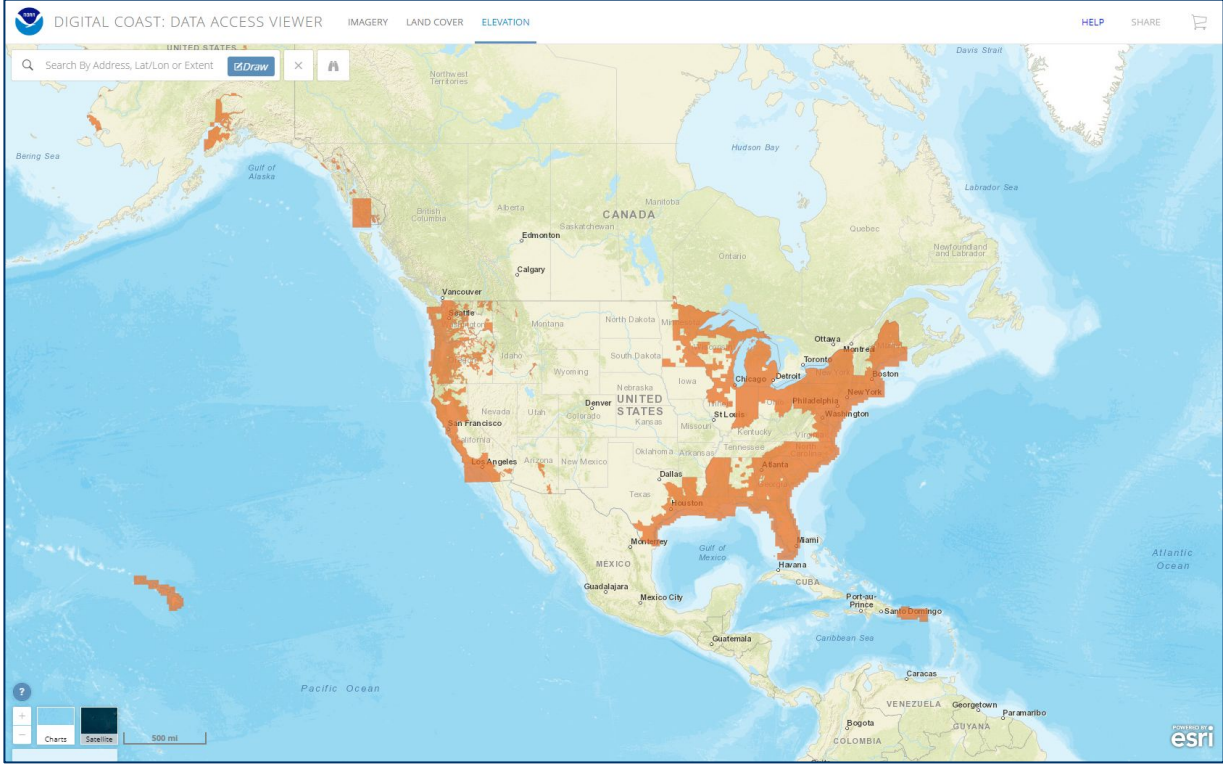 DIGITAL COAST: DATA ACCESS VIEWER
IMAGERY
LAND COVER
ELEVATION
HELP
SHARE
Search By Address, Lat/Lon or Extent
Draw
UNITED STATES
Northwest
Territories
Davis Strait
Bering Sea
Gulf of
Alaska
Hudson Bay
Labrador Sea
British
Columbia
Alberta
Manitoba
CANADA
Saskatchewan
Quebec
Edmonton
Newfoundland
and Labrador
Ontario
Calgary
Vancouver
Seattle
Montana
North Dakota
Ottawa
Montreal
Toronto
Idaho
South Dakota
Wyoming
Iowa
Chicago
Detroit
Boston
Nebraska
New York
UNITED
STATES
Denver
Philadelphia
Nevada
Utah
Colorado
Kansas
St Louis
Washington
San Francisco
Missouri
Kentucky
California
Oklahoma
Arkansas
Tennessee
Los Angeles
Arizona
New Mexico
Atlanta
Dallas
Texas
Houston
Monterrey
Gulf of
Mexico
Miami
MÉXICO
Havana
CUBA
Atlantic
Ocean
Guadalajara
Mexico City
Port-au-
Prince
Santo Domingo
Guatemala
Caribbean Sea
Caracas
Pacific Ocean
VENEZUELA
Georgetown
Paramaribo
Bogota
GUYANA
COLOMBIA
?
+
−
Charts
Satellite
500 mi
POWERED BY
esri